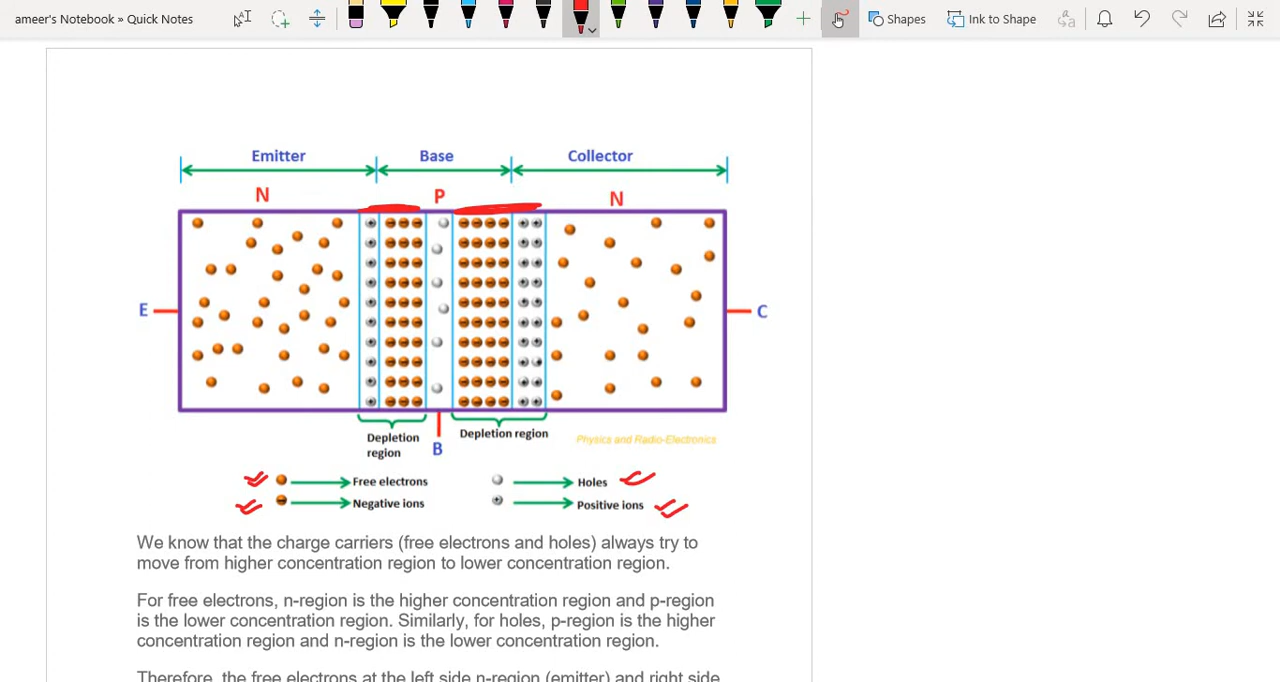 ameer's Notebook » Quick Notes
Shapes
Ink to Shape
Emitter
Base
Collector
N
P
N
E
C
B
Depletion
region
Depletion region
Physics and Radio-Electronics
Free electrons
Holes
Negative ions
Positive ions
We know that the charge carriers (free electrons and holes) always try to
move from higher concentration region to lower concentration region.
For free electrons, n-region is the higher concentration region and p-region
is the lower concentration region. Similarly, for holes, p-region is the higher
concentration region and n-region is the lower concentration region.
Therefore, the free electrons at the left side n-region (emitter) and right side